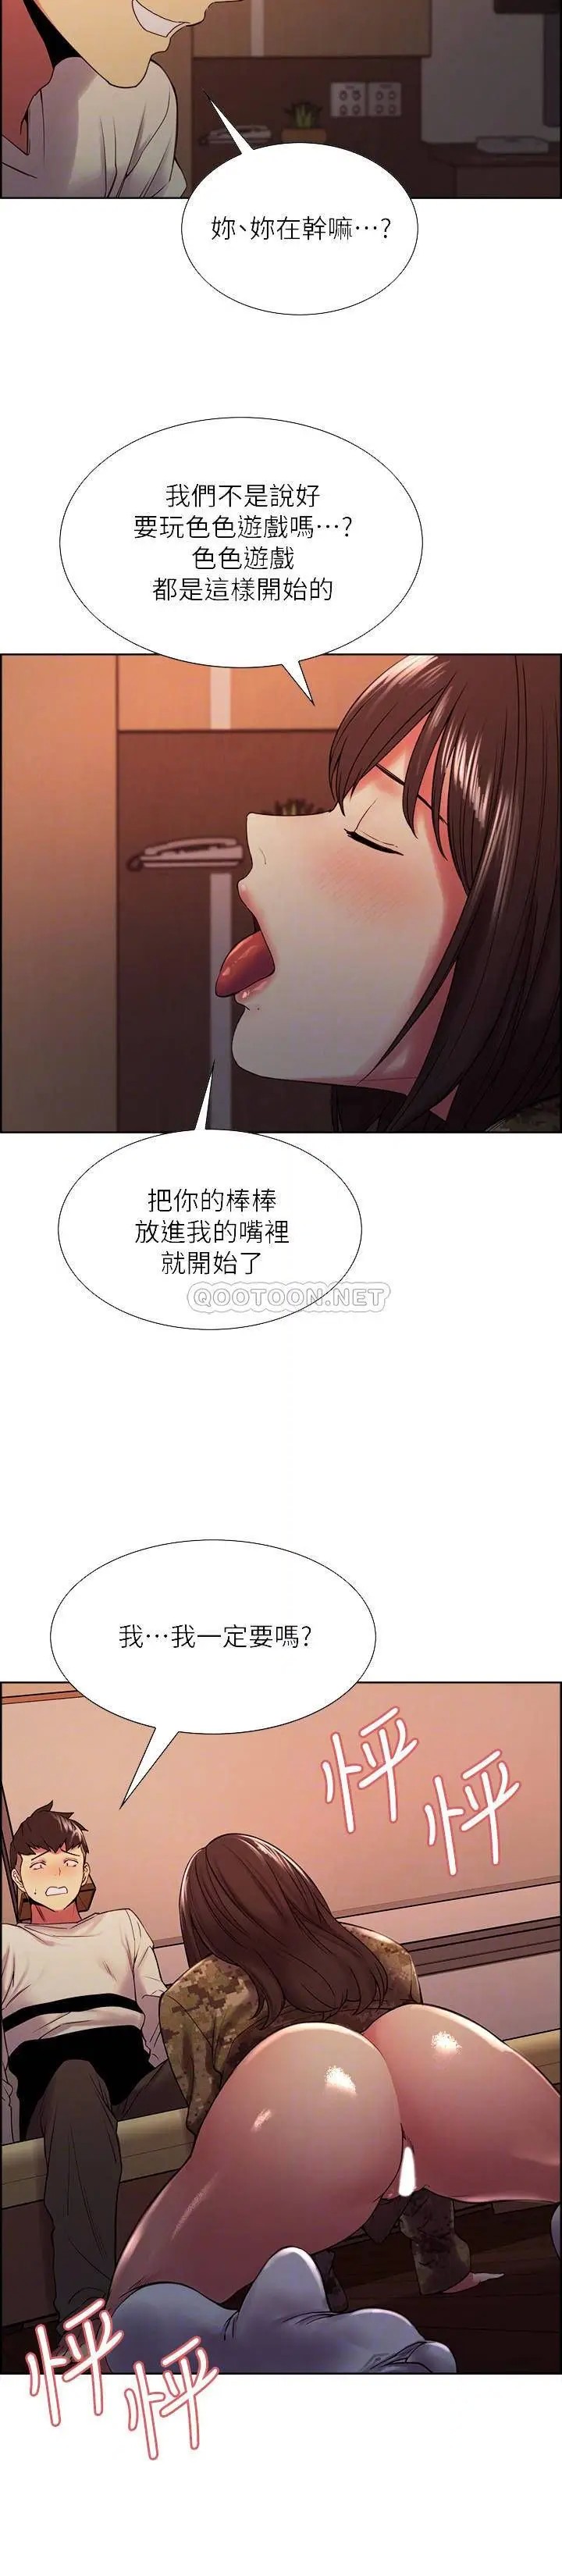 妳、妳在幹嘛…?
我們不是說好
要玩色色遊戲嗎…?
色色遊戲
都是這樣開始的
把你的棒棒
放進我的嘴裡
就開始了
QOOTOON.NET
我…我一定要嗎?
怦
怦
怦
怦